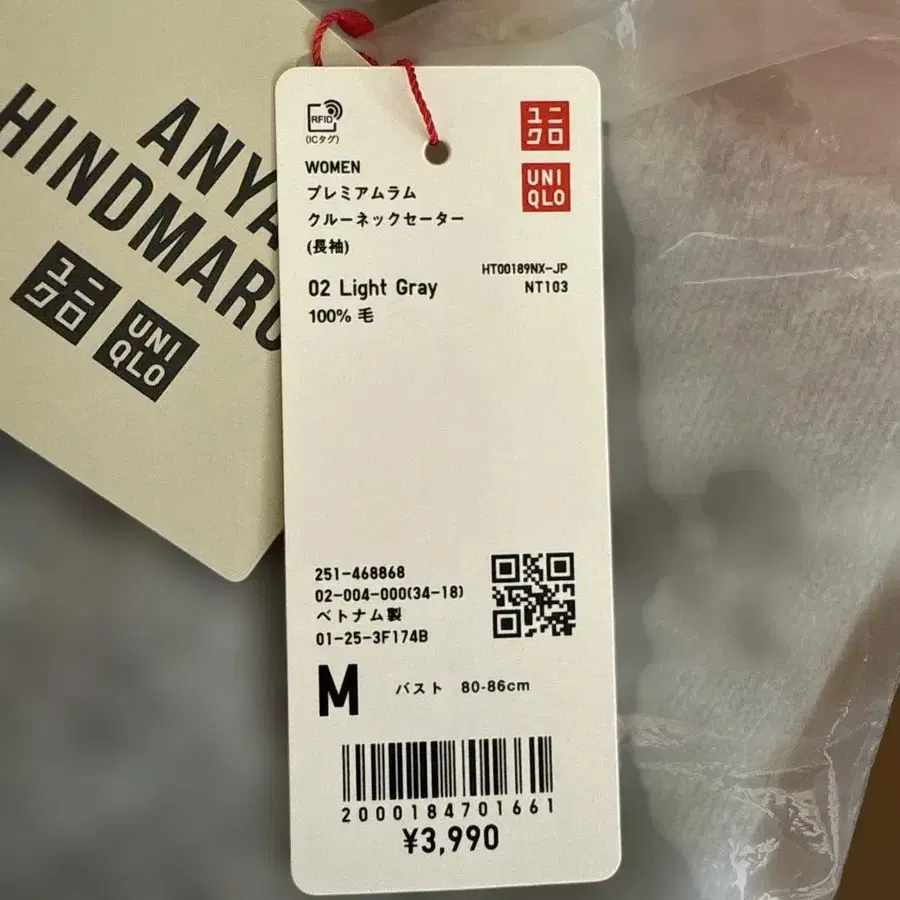 ANYA
HINDMARC
ユニ
クロ
UNI
QLO
RFID
(ICタグ)
ユニ
クロ
UNI
QLO
WOMEN
プレミアムラム
クルーネックセーター
(長袖)
HT00189NX-JP
02 Light Gray
NT103
100% 毛
251-468868
02-004-000(34-18)
ベトナム製
01-25-3F174B
M バスト 80-86cm
2000184701661
¥3,990